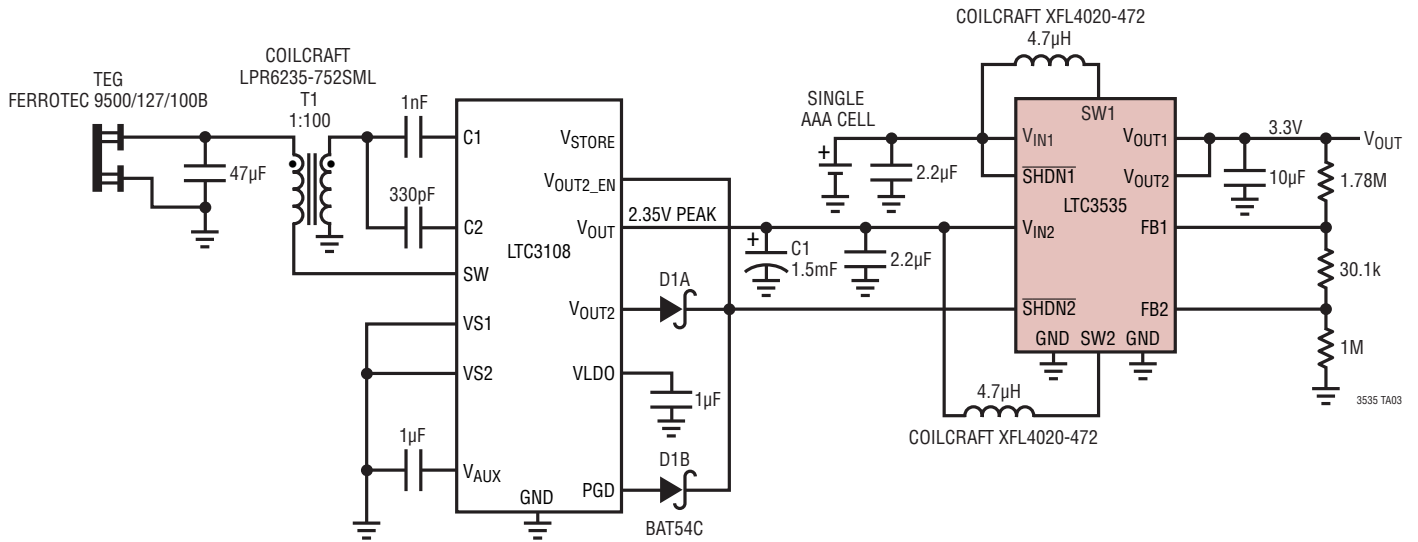 TEG
FERROTEC 9500/127/100B
47µF
COILCRAFT
LPR6235-752SML
T1
1:100
1nF
330pF
1µF
C1
C2
SW
VS1
VS2
VAUX
LTC3108
GND
VSTORE
VOUT2_EN
VOUT
VOUT2
VLDO
PGD
2.35V PEAK
D1A
1µF
D1B
BAT54C
+
C1
1.5mF
2.2µF
SINGLE
AAA CELL
+
2.2µF
COILCRAFT XFL4020-472
4.7µH
SW1
VIN1
SHDN1
VIN2
SHDN2
LTC3535
VOUT1
VOUT2
FB1
FB2
GND SW2 GND
4.7µH
COILCRAFT XFL4020-472
3.3V
VOUT
10µF
1.78M
30.1k
1M
3535 TA03